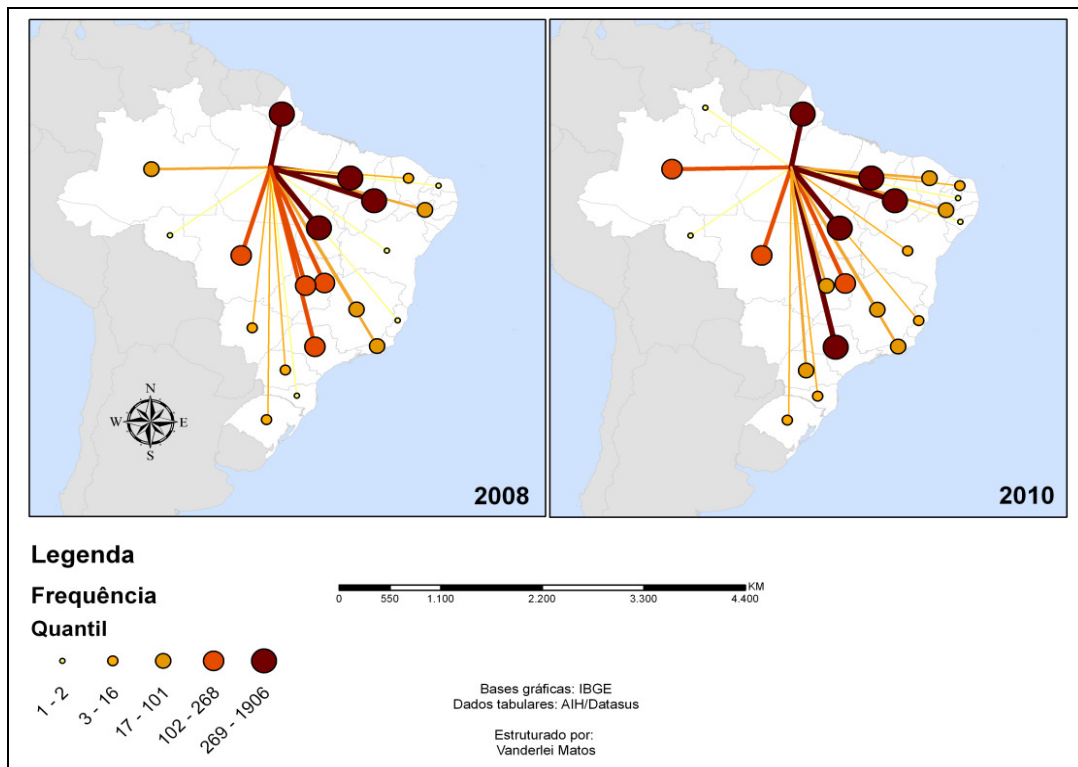 N
W E
S
2008
2010
Legenda
Frequência
Quantil
1 - 2
3 - 16
17 - 101
102 - 268
269 - 1906
KM
0 550 1.100 2.200 3.300 4.400
Bases gráficas: IBGE
Dados tabulares: AIH/Datasus
Estruturado por:
Vanderlei Matos